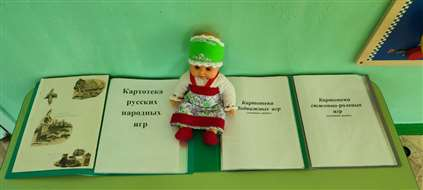 Картотека
русских
народных
игр
Картотека
Подвижных игр
Картотека
сюжетно-ролевых
игр